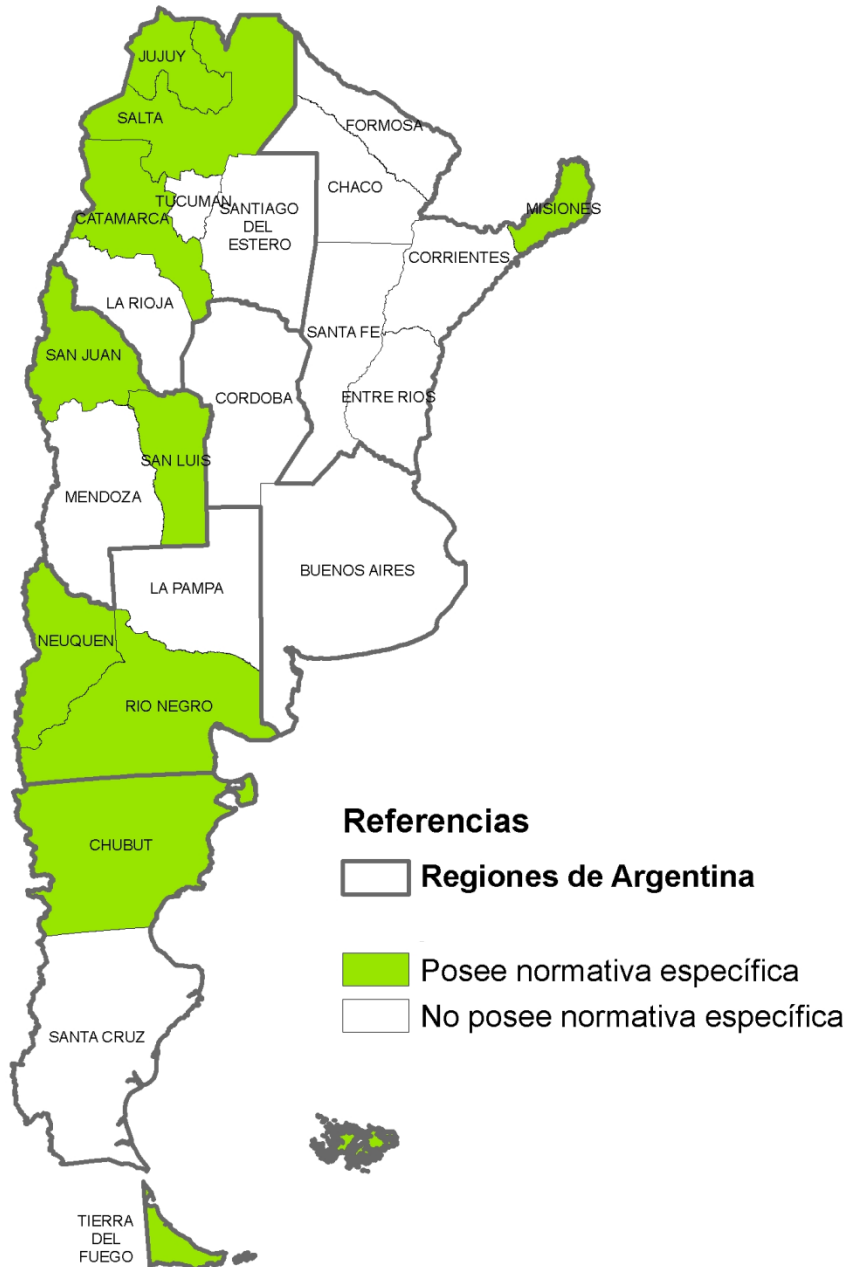 JUJUY
SALTA
FORMOSA
CHACO
TUCUMÁN
CATAMARCA
SANTIAGO
DEL
ESTERO
MISIONES
CORRIENTES
LA RIOJA
SANTA FE
SAN JUAN
CORDOBA
ENTRE RIOS
SAN LUIS
MENDOZA
BUENOS AIRES
LA PAMPA
NEUQUEN
RIO NEGRO
CHUBUT
SANTA CRUZ
TIERRA
DEL
FUEGO
Referencias
Regiones de Argentina
Posee normativa específica
No posee normativa específica